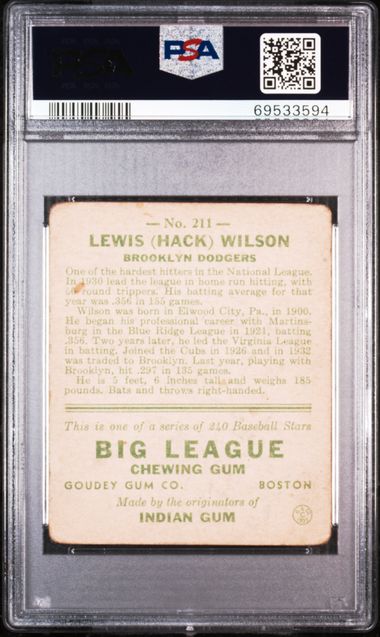 PSA
PSA
69533594
— No. 211 —
LEWIS (HACK) WILSON
BROOKLYN DODGERS
One of the hardest hitters in the National League.
In 1930 lead the league in home run hitting, with
56 round trippers. His batting average for that
year was .356 in 155 games.
Wilson was born in Elwood City, Pa., in 1900.
He began his professional career with Martins-
burg in the Blue Ridge League in 1921, batting
.356. Two years later, he led the Virginia League
in batting. Joined the Cubs in 1926 and in 1932
was traded to Brooklyn. Last year, playing with
Brooklyn, hit .297 in 135 games.
He is 5 feet, 6 inches tall and weighs 185
pounds. Bats and throws right-handed.
This is one of a series of 240 Baseball Stars
BIG LEAGUE
CHEWING GUM
GOUDEY GUM CO. BOSTON
Made by the originators of
INDIAN GUM